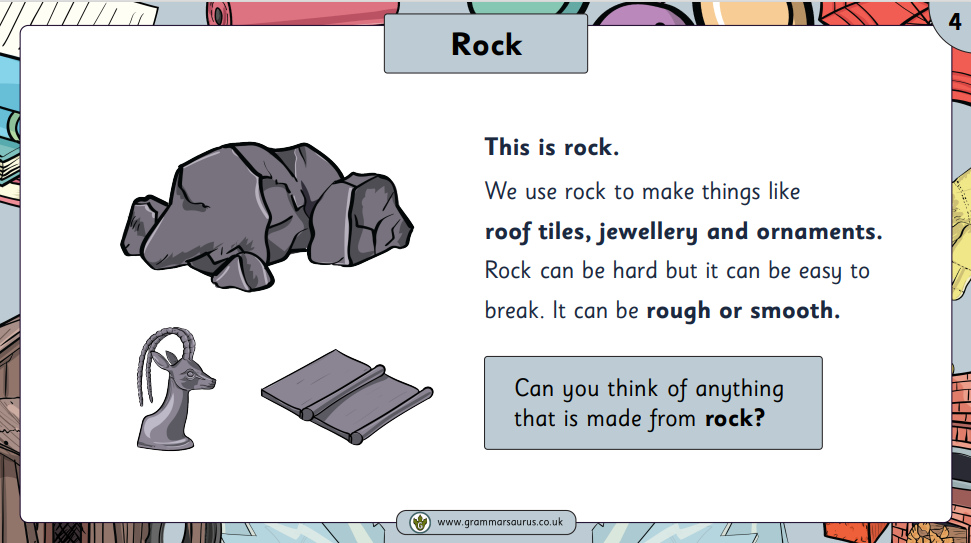 4
Rock
This is rock.
We use rock to make things like
roof tiles, jewellery and ornaments.
Rock can be hard but it can be easy to
break. It can be rough or smooth.
Can you think of anything
that is made from rock?
www.grammarsaurus.co.uk